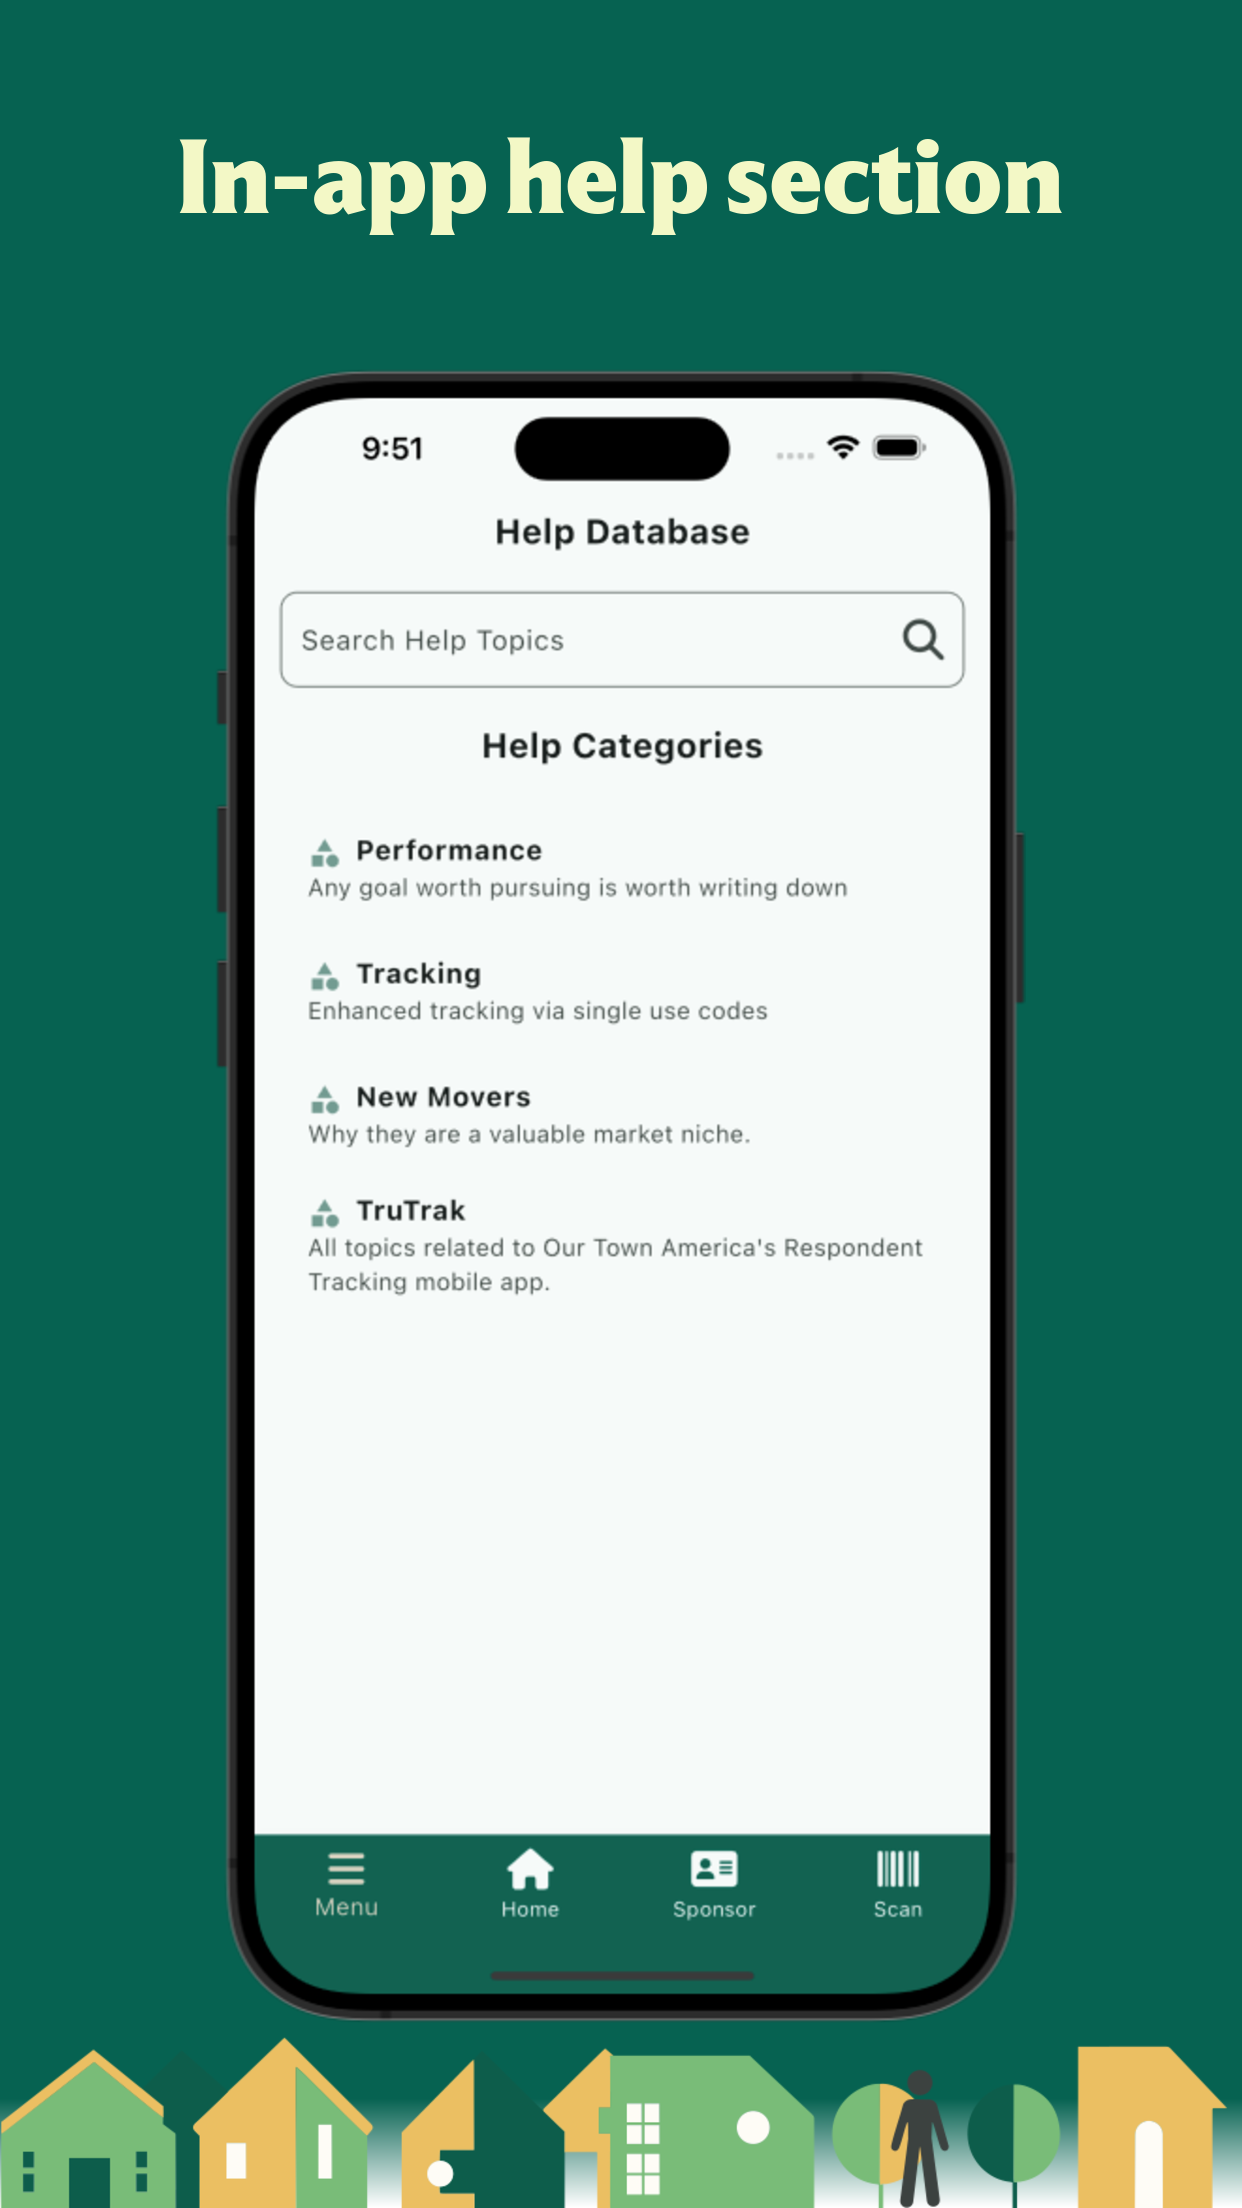 In-app help section
9:51
Help Database
Search Help Topics
Help Categories
Performance
Any goal worth pursuing is worth writing down
Tracking
Enhanced tracking via single use codes
New Movers
Why they are a valuable market niche.
TruTrak
All topics related to Our Town America's Respondent
Tracking mobile app.
Menu
Home
Sponsor
Scan